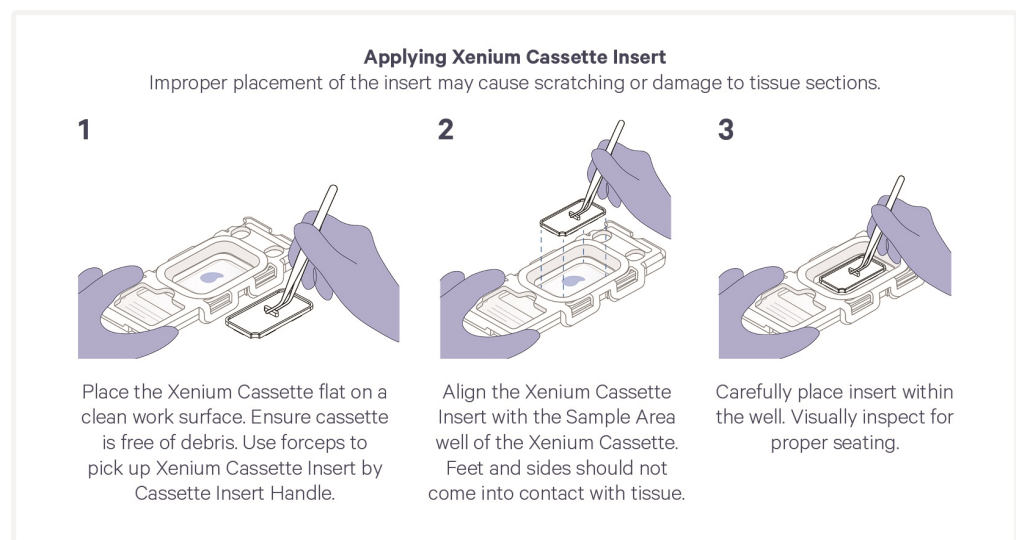 Applying Xenium Cassette Insert
Improper placement of the insert may cause scratching or damage to tissue sections.
1
Place the Xenium Cassette flat on a
clean work surface. Ensure cassette
is free of debris. Use forceps to
pick up Xenium Cassette Insert by
Cassette Insert Handle.
2
Align the Xenium Cassette
Insert with the Sample Area
well of the Xenium Cassette.
Feet and sides should not
come into contact with tissue.
3
Carefully place insert within
the well. Visually inspect for
proper seating.